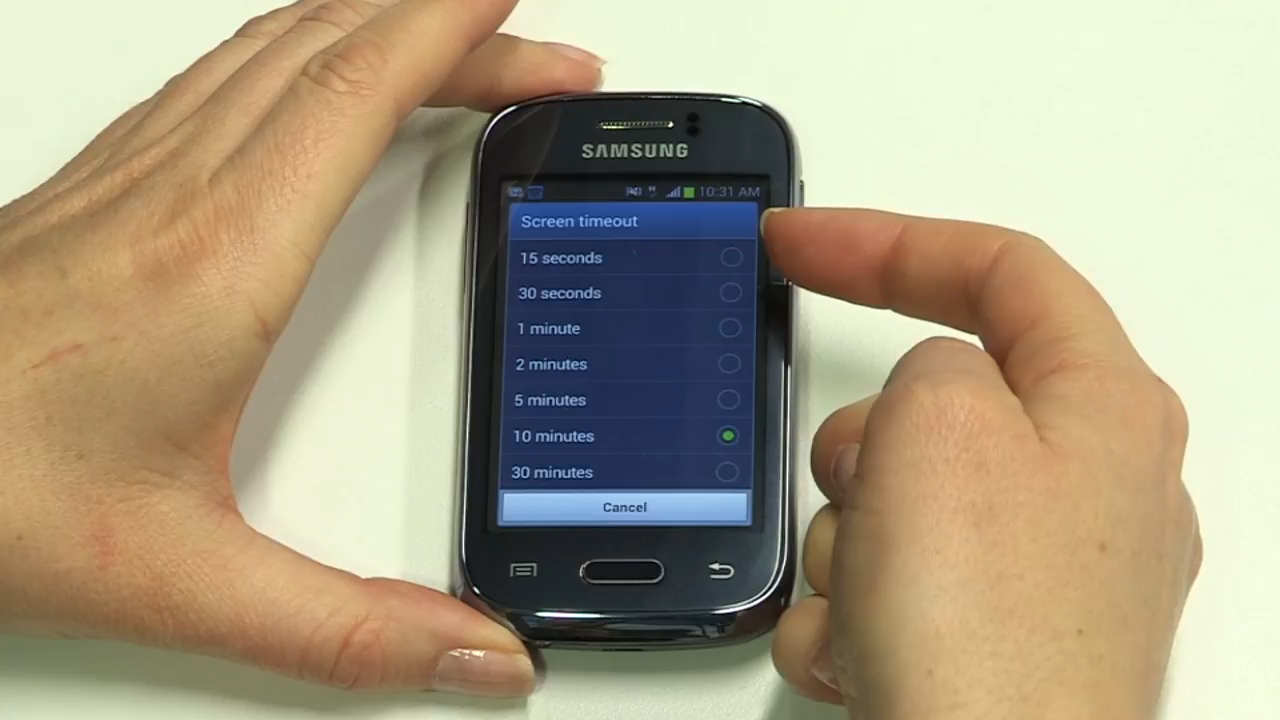 SAMSUNG
10:31 AM
Screen timeout
15 seconds
30 seconds
1 minute
2 minutes
5 minutes
10 minutes
30 minutes
Cancel